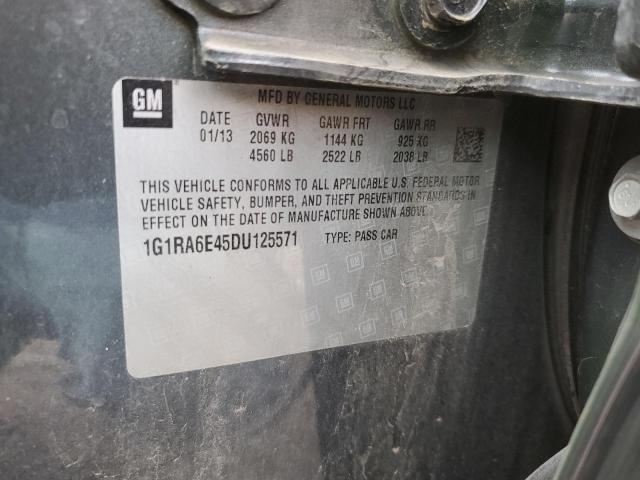 GM
MFD BY GENERAL MOTORS LLC
DATE GVWR GAWR FRT GAWR RR
01/13 2069 KG 1144 KG 925 KG
4560 LB 2522 LB 2038 LB
THIS VEHICLE CONFORMS TO ALL APPLICABLE U.S. FEDERAL MOTOR
VEHICLE SAFETY, BUMPER, AND THEFT PREVENTION STANDARDS IN
EFFECT ON THE DATE OF MANUFACTURE SHOWN ABOVE.
1G1RA6E45DU125571 TYPE: PASS CAR